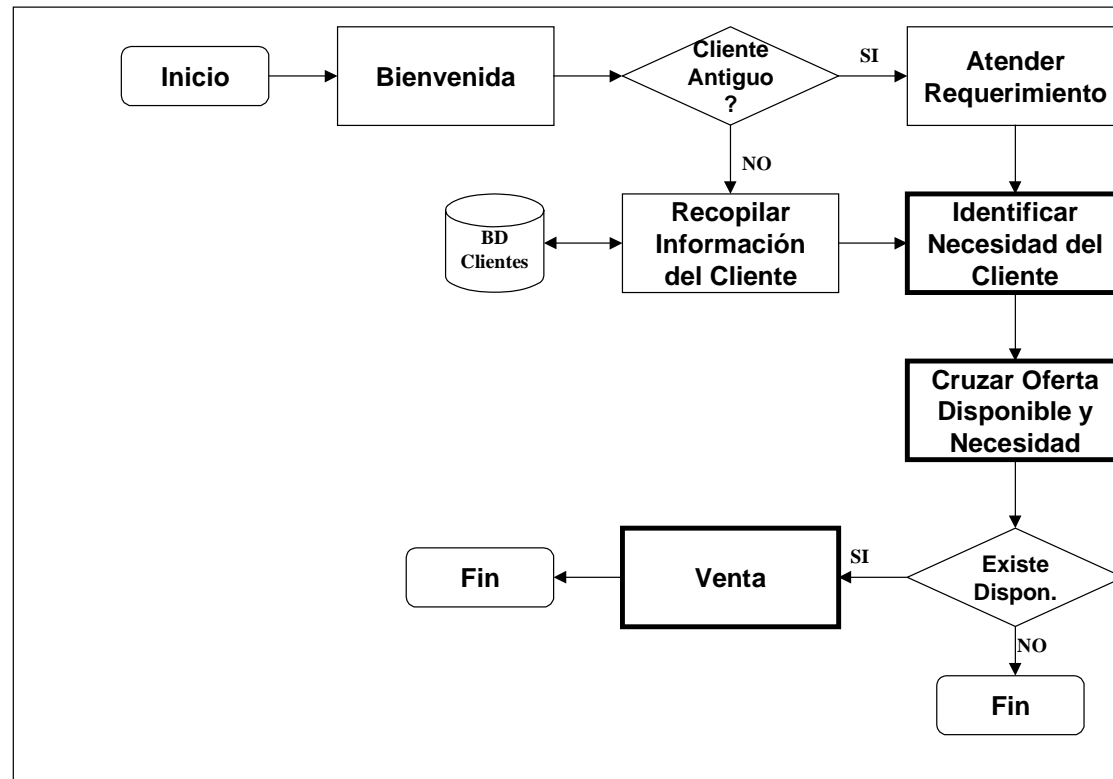 Inicio
Bienvenida
Cliente
Antiguo
?
SI
Atender
Requerimiento
NO
BD
Clientes
Recopilar
Información
del Cliente
Identificar
Necesidad del
Cliente
Cruzar Oferta
Disponible y
Necesidad
Fin
Venta
SI
Existe
Dispon.
NO
Fin